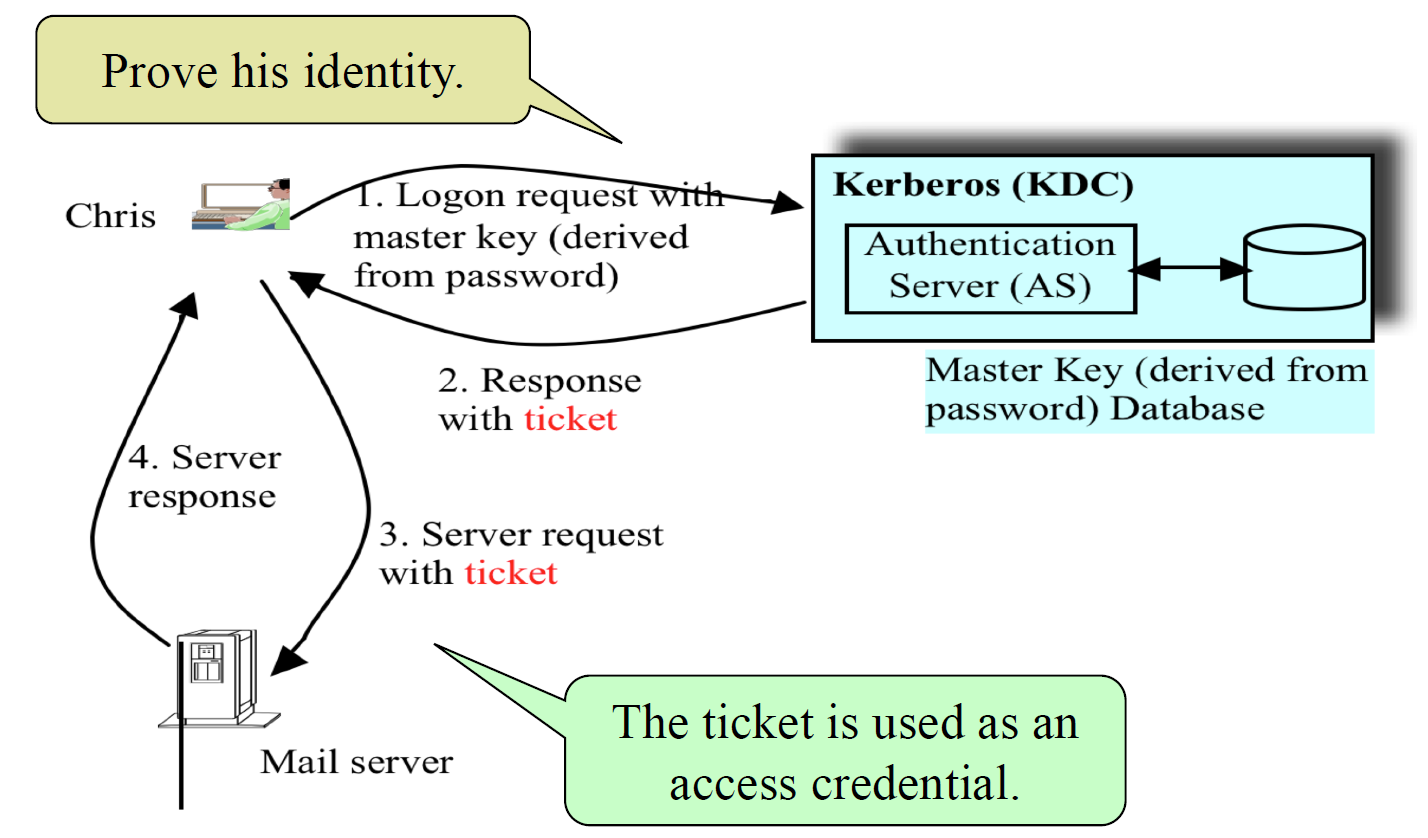 Prove his identity.
Chris
1. Logon request with
master key (derived
from password)
Kerberos (KDC)
Authentication
Server (AS)
Master Key (derived from
password) Database
2. Response
with ticket
4. Server
response
3. Server request
with ticket
Mail server
The ticket is used as an
access credential.